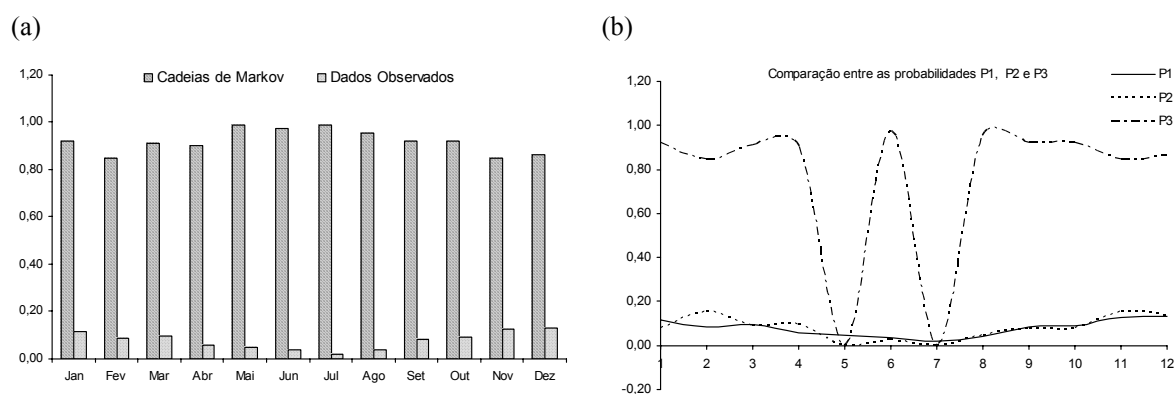 (a)
Cadeias de Markov Dados Observados
1,20
1,00
0,80
0,60
0,40
0,20
0,00
Jan Fev Mar Abr Mai Jun Jul Ago Set Out Nov Dez
(b)
Comparação entre as probabilidades P1, P2 e P3
P1
P2
P3
1,20
1,00
0,80
0,60
0,40
0,20
0,00
-0,20
1 2 3 4 5 6 7 8 9 10 11 12